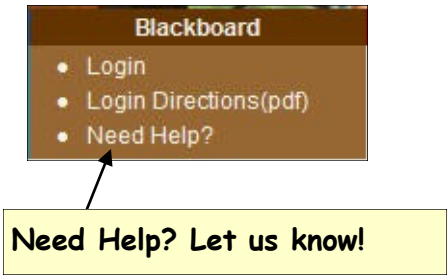 Blackboard
Login
Login Directions(pdf)
Need Help?
Need Help? Let us know!